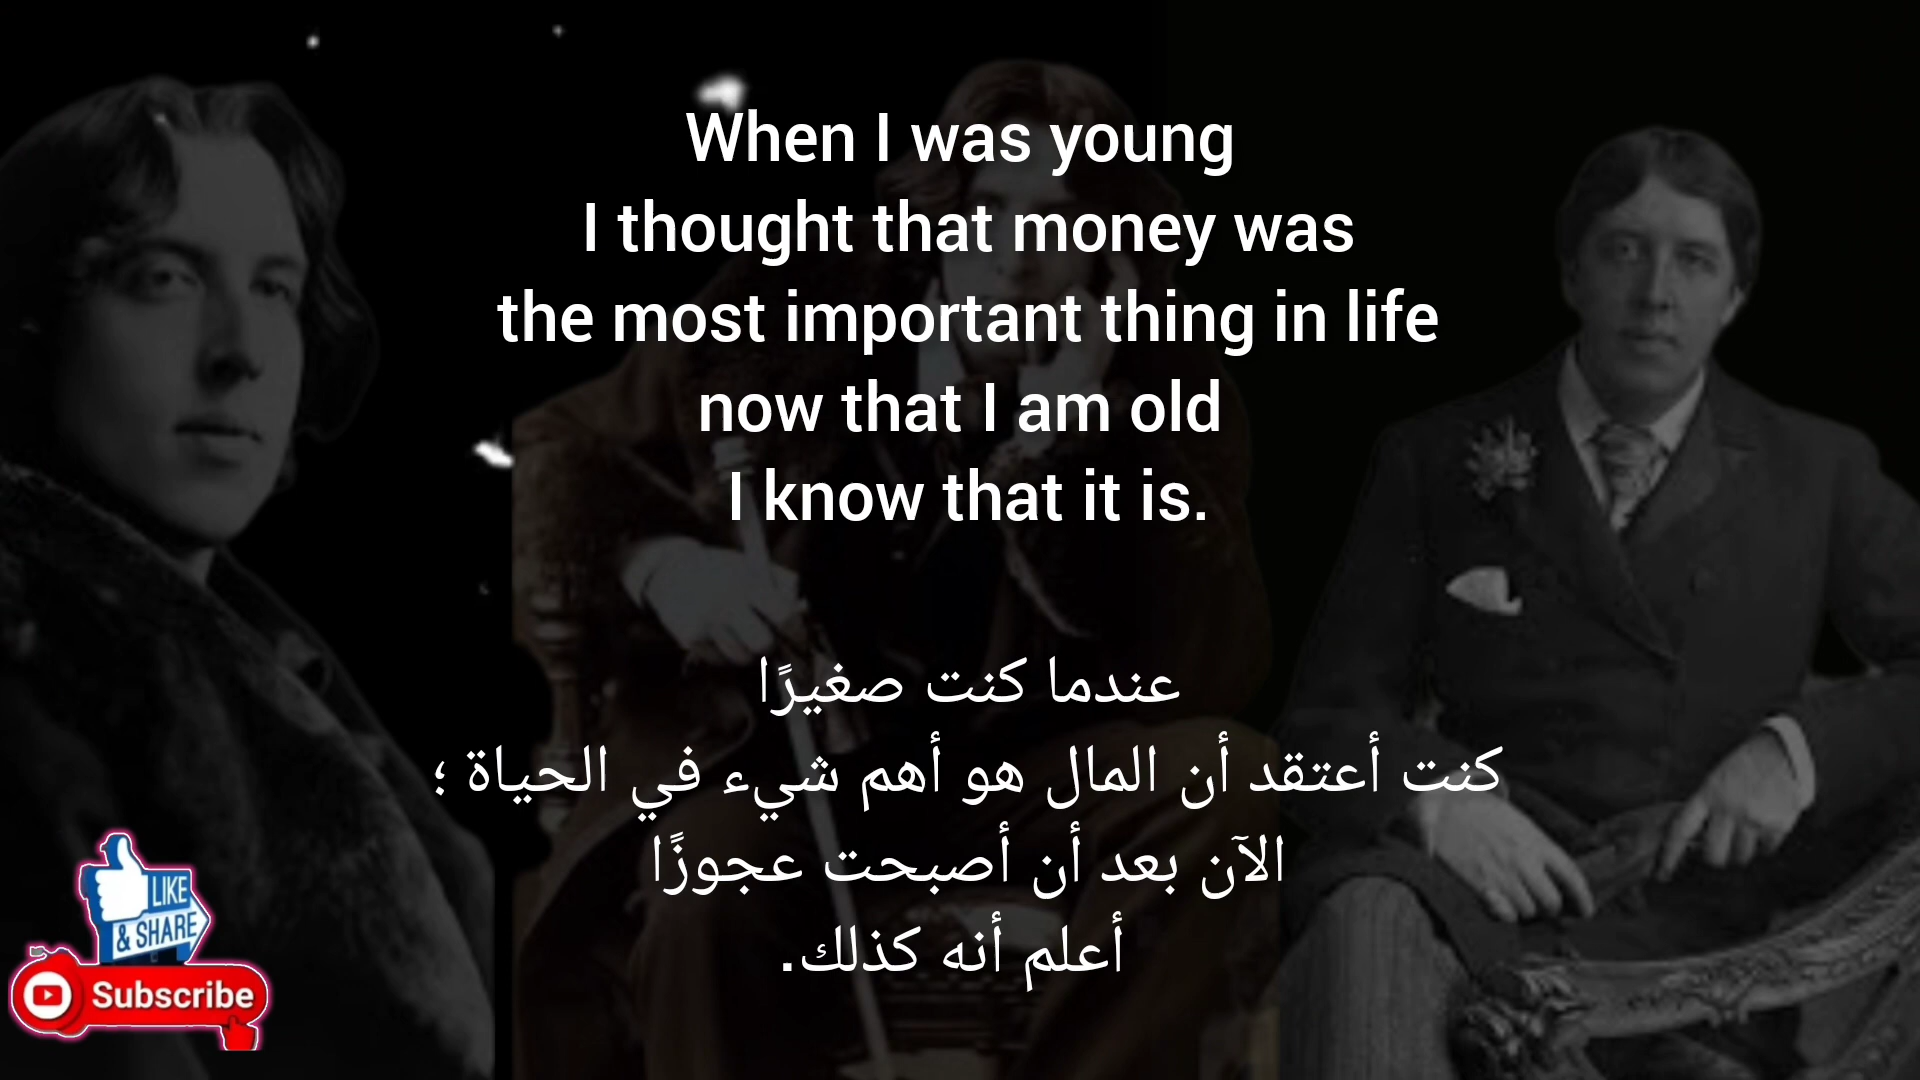 When I was young
I thought that money was
the most important thing in life
now that I am old
I know that it is.
عندما كنت صغيرًا
كنت أعتقد أن المال هو أهم شيء في الحياة ؛
الآن بعد أن أصبحت عجوزًا
أعلم أنه كذلك.
LIKE
& SHARE
Subscribe